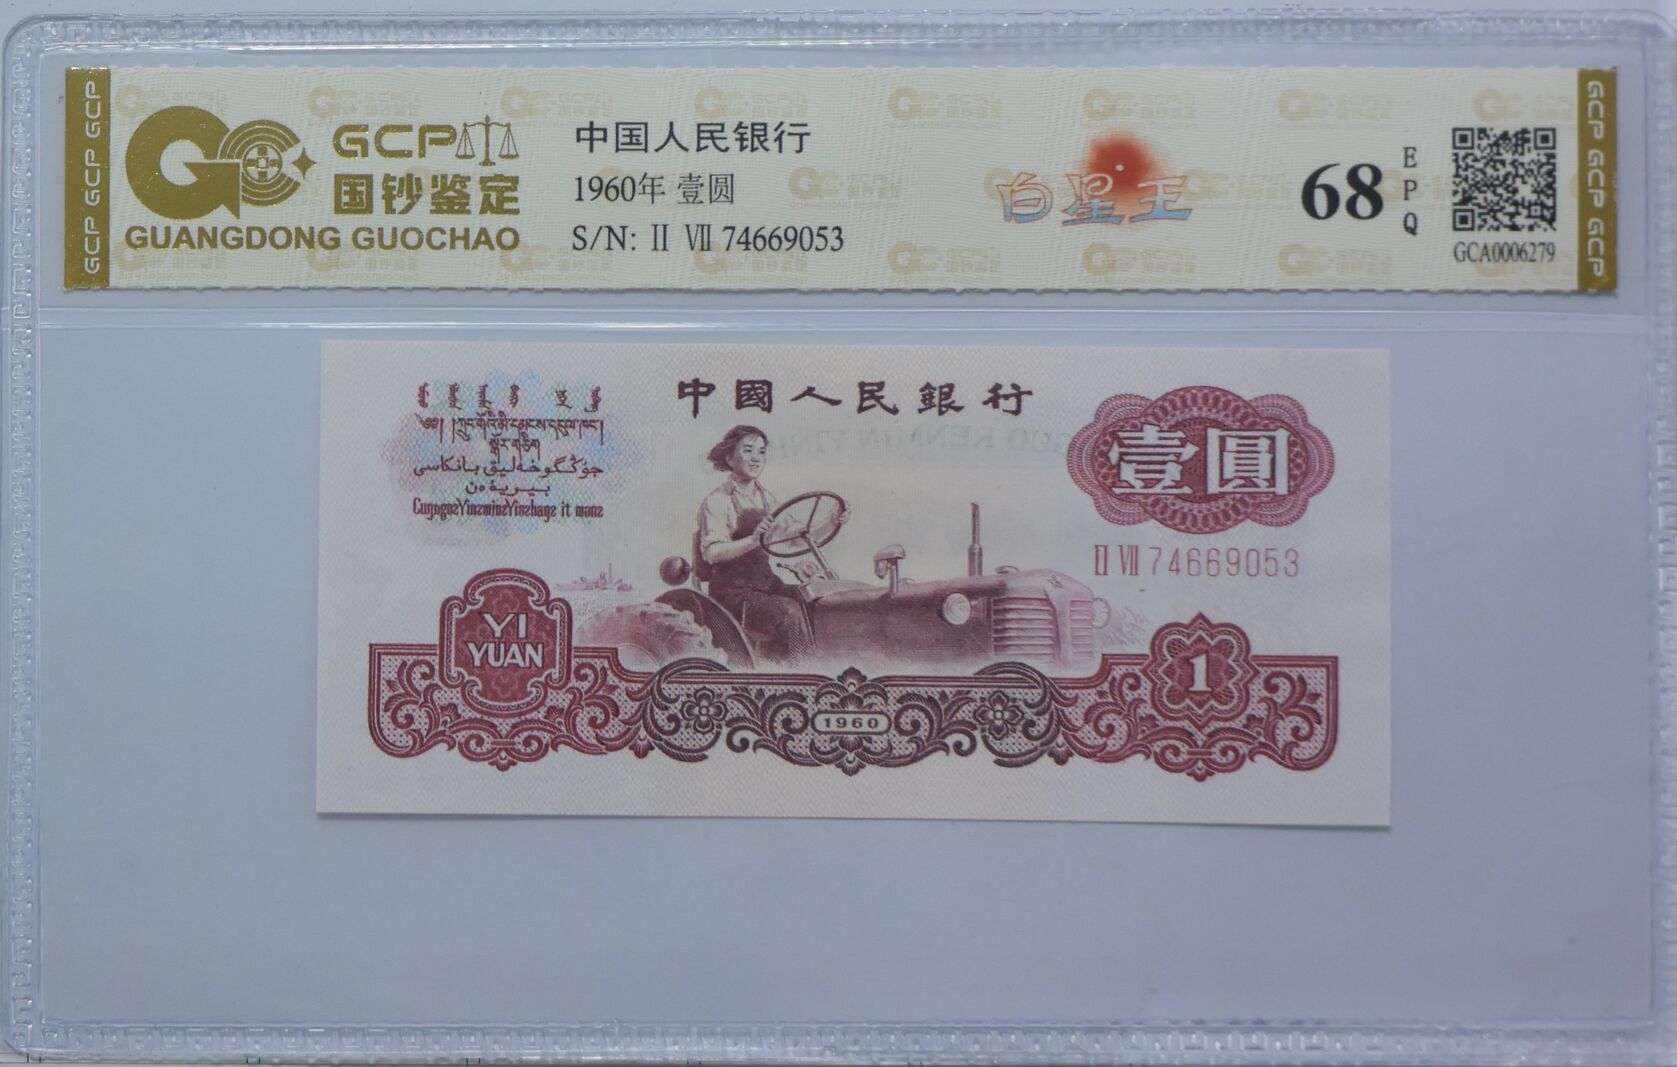 GCP GCP GCP
GCP
国钞鉴定
GUANGDONG GUOCHAO
中国人民银行
1960年 壹圆
S/N: Ⅱ Ⅶ 74669053
白星王
68
EPQ
GCA0006279
GCP GCP GCP
中國人民銀行
壹圓
Ⅱ Ⅶ 74669053
YI
YUAN
1960
1